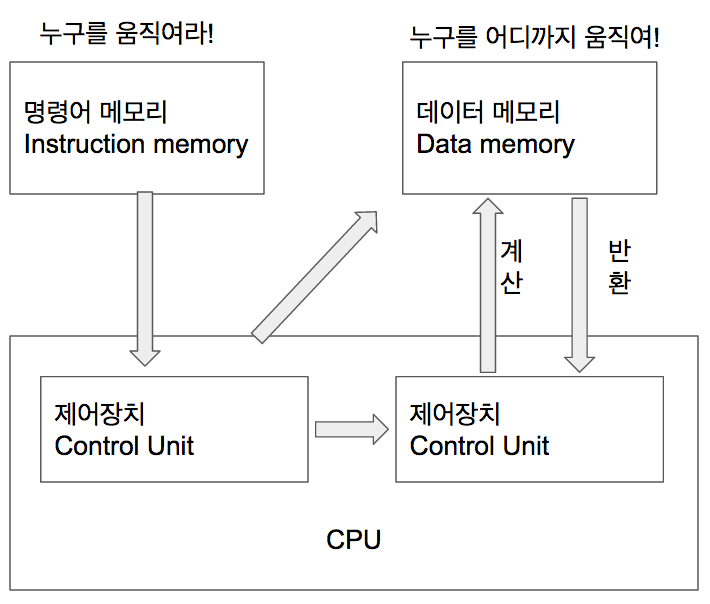 누구를 움직여라!
누구를 어디까지 움직여!
명령어 메모리
Instruction memory
데이터 메모리
Data memory
계
산
반
환
제어장치
Control Unit
제어장치
Control Unit
CPU